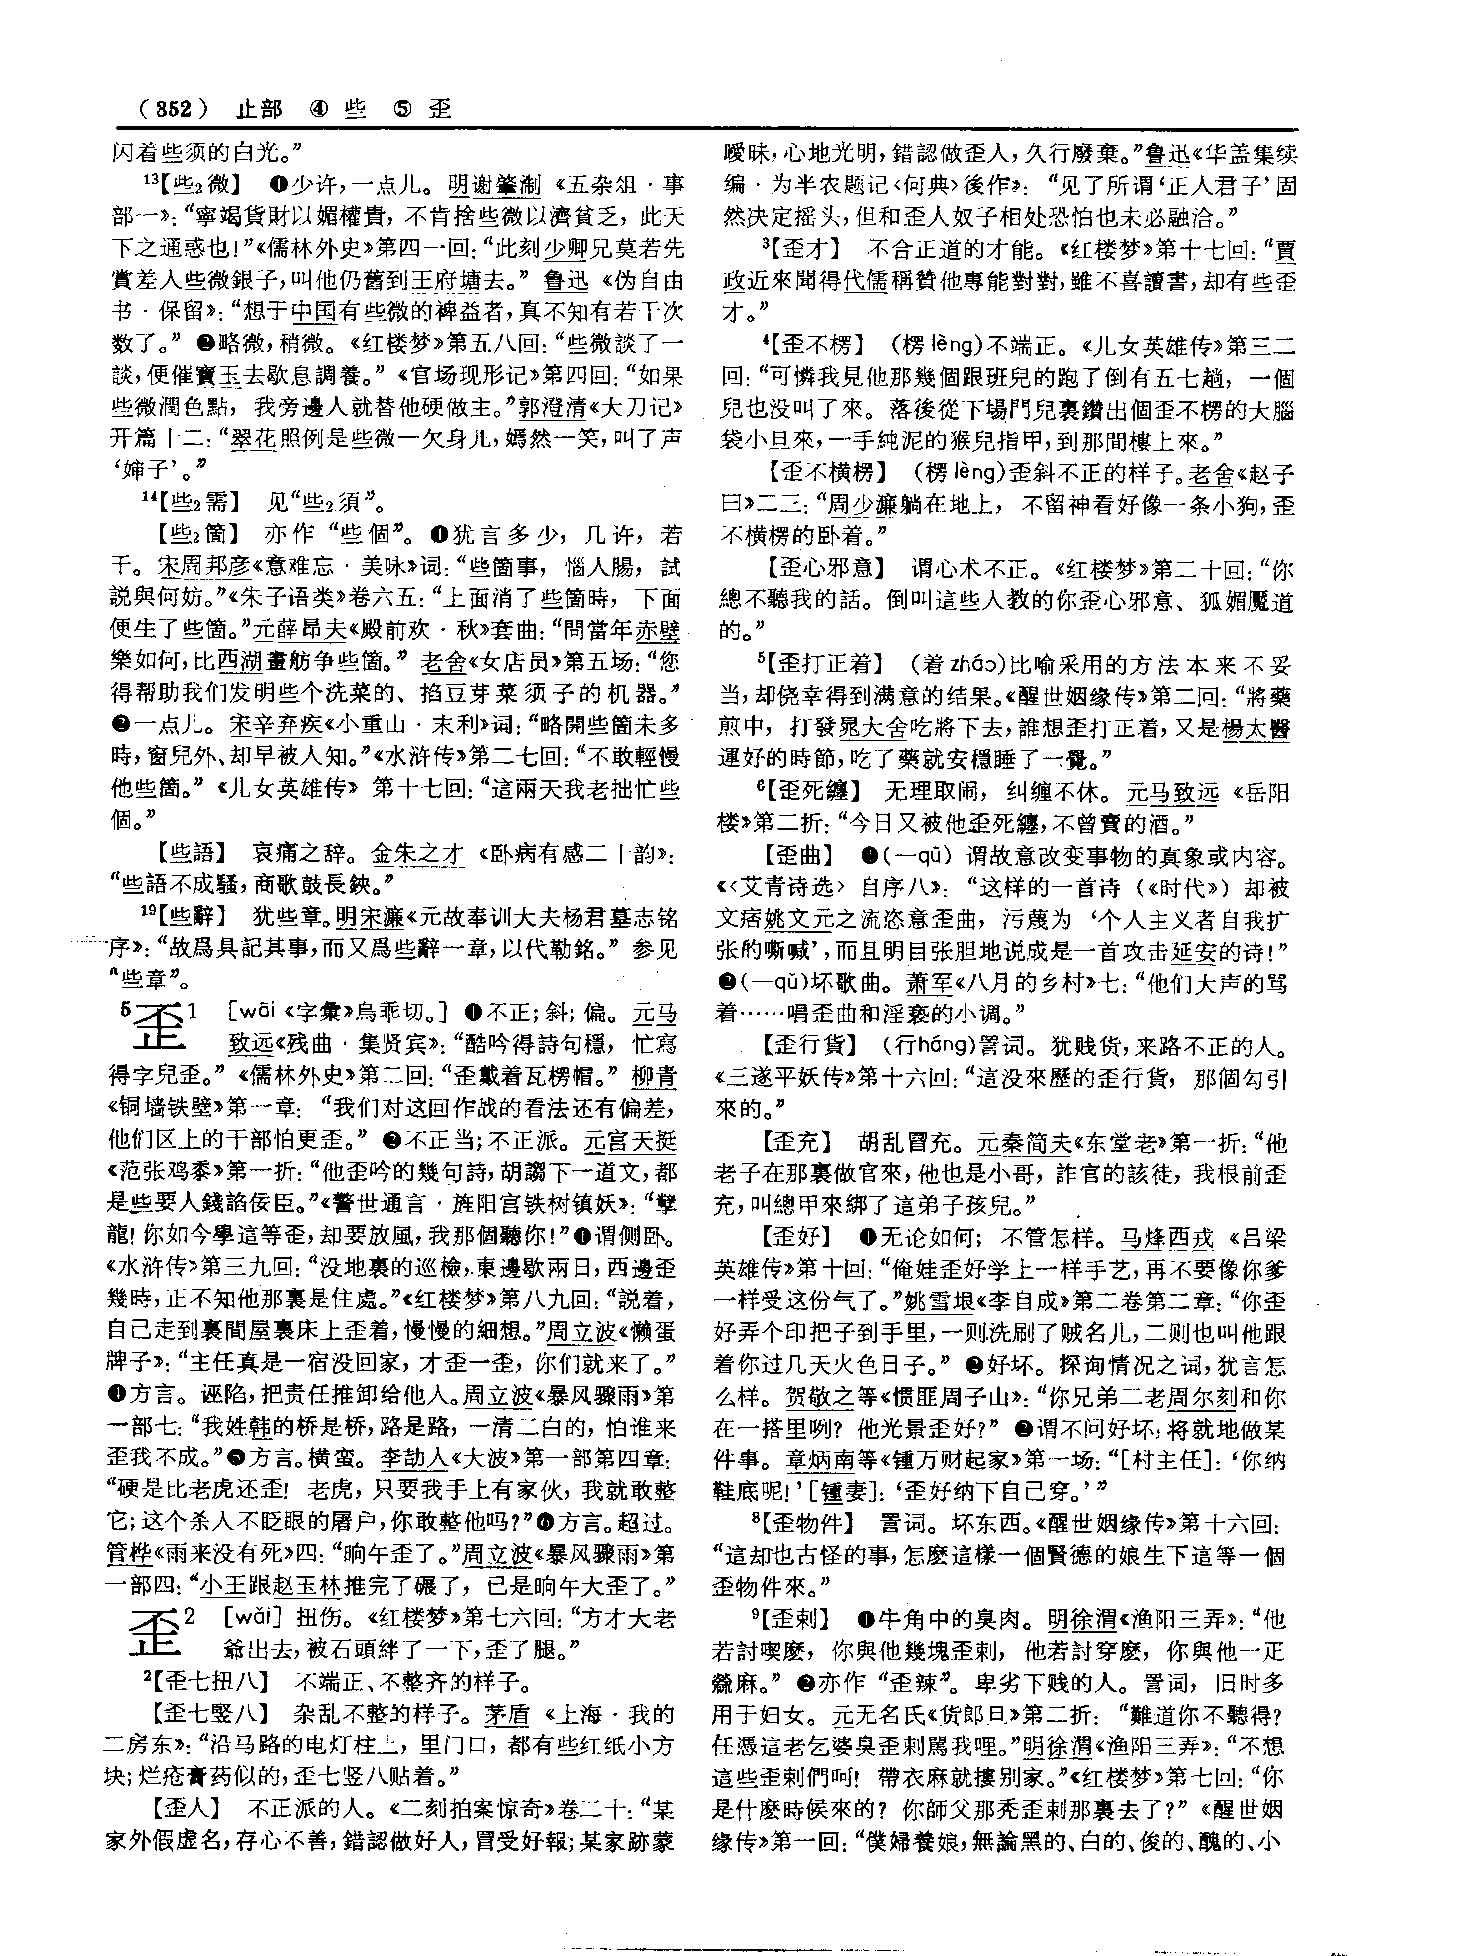 （352） 止部 ④ 些 ⑤ 歪
闪着些须的白光。”
13【些₂微】 ❶少许，一点儿。明谢肇淛《五杂俎·事
部一》：“寧竭貨財以媚權貴，不肯捨些微以濟貧乏，此天
下之通惑也！”《儒林外史》第四一回：“此刻少卿兄莫若先
賞差人些微銀子，叫他仍舊到王府塘去。” 鲁迅《伪自由
书·保留》：“想于中国有些微的裨益者，真不知有若干次
数了。” ❷略微，稍微。《红楼梦》第五八回：“些微談了一
談，便催寶玉去歇息調養。”《官场现形记》第四回：“如果
些微潤色點，我旁邊人就替他硬做主。”郭澄清《大刀记》
开篇十二：“翠花照例是些微一欠身儿，嫣然一笑，叫了声
‘婶子’。”
14【些₂需】 见“些₂須”。
【些₂箇】 亦作“些個”。❶犹言多少，几许，若
干。宋周邦彦《意难忘·美咏》词：“些箇事，惱人腸，試
説與何妨。”《朱子语类》卷六五：“上面消了些箇時，下面
便生了些箇。”元薛昂夫《殿前欢·秋》套曲：“問當年赤壁
樂如何，比西湖畫舫争些箇。” 老舍《女店员》第五场：“您
得帮助我们发明些个洗菜的、掐豆芽菜须子的机器。”
❷一点儿。宋辛弃疾《小重山·末利》词：“略開些箇未多
時，窗兒外、却早被人知。”《水浒传》第二七回：“不敢輕慢
他些箇。”《儿女英雄传》第十七回：“這兩天我老拙忙些
個。”
【些語】 哀痛之辞。金朱之才《卧病有感二十韵》：
“些語不成騷，商歌鼓長鋏。”
19【些辭】 犹些章。明宋濂《元故奉训大夫杨君墓志铭
序》：“故爲具記其事，而又爲些辭一章，以代勒銘。” 参见
“些章”。
5歪1 ［wāi《字彙》烏乖切。］❶不正；斜；偏。元马
致远《残曲·集贤宾》：“酷吟得詩句穩，忙寫
得字兒歪。”《儒林外史》第二回：“歪戴着瓦楞帽。” 柳青
《铜墙铁壁》第一章：“我们对这回作战的看法还有偏差，
他们区上的干部怕更歪。” ❷不正当；不正派。元宫天挺
《范张鸡黍》第一折：“他歪吟的幾句詩，胡謅下一道文，都
是些要人錢諂佞臣。”《警世通言·旌阳宫铁树镇妖》：“孽
龍！你如今學這等歪，却要放風，我那個聽你！”❸谓侧卧。
《水浒传》第三九回：“没地裏的巡檢，東邊歇兩日，西邊歪
幾時，正不知他那裏是住處。”《红楼梦》第八九回：“説着，
自己走到裏間屋裏床上歪着，慢慢的細想。”周立波《懒蛋
牌子》：“主任真是一宿没回家，才歪一歪，你们就来了。”
❹方言。诬陷，把责任推卸给他人。周立波《暴风骤雨》第
一部七：“我姓韩的桥是桥，路是路，一清二白的，怕谁来
歪我不成。”❺方言。横蛮。李劼人《大波》第一部第四章：
“硬是比老虎还歪！老虎，只要我手上有家伙，我就敢整
它；这个杀人不眨眼的屠户，你敢整他吗？”❻方言。超过。
管桦《雨来没有死》四：“晌午歪了。”周立波《暴风骤雨》第
一部四：“小王跟赵玉林推完了碾了，已是晌午大歪了。”
歪2 ［wǎi］扭伤。《红楼梦》第七六回：“方才大老
爺出去，被石頭絆了一下，歪了腿。”
2【歪七扭八】 不端正、不整齐的样子。
【歪七竖八】 杂乱不整的样子。茅盾《上海·我的
二房东》：“沿马路的电灯柱上，里门口，都有些红纸小方
块；烂疮膏药似的，歪七竖八贴着。”
【歪人】 不正派的人。《二刻拍案惊奇》卷二十：“某
家外假虚名，存心不善，錯認做好人，冒受好報；某家跡蒙
曖昧，心地光明，錯認做歪人，久行廢棄。”鲁迅《华盖集续
编·为半农题记〈何典〉後作》：“见了所谓‘正人君子’固
然决定摇头，但和歪人奴子相处恐怕也未必融洽。”
3【歪才】 不合正道的才能。《红楼梦》第十七回：“賈
政近來聞得代儒稱贊他專能對對，雖不喜讀書，却有些歪
才。”
4【歪不楞】 （楞lèng）不端正。《儿女英雄传》第三二
回：“可憐我見他那幾個跟班兒的跑了倒有五七趟，一個
兒也没叫了來。落後從下場門兒裏鑽出個歪不楞的大腦
袋小旦來，一手純泥的猴兒指甲，到那間樓上來。”
【歪不横楞】 （楞lèng）歪斜不正的样子。老舍《赵子
曰》二三：“周少濂躺在地上，不留神看好像一条小狗，歪
不横楞的卧着。”
【歪心邪意】 谓心术不正。《红楼梦》第二十回：“你
總不聽我的話。倒叫這些人教的你歪心邪意、狐媚魘道
的。”
5【歪打正着】 （着zháo）比喻采用的方法本来不妥
当，却侥幸得到满意的结果。《醒世姻缘传》第二回：“將藥
煎中，打發晁大舍吃將下去，誰想歪打正着，又是楊太醫
運好的時節，吃了藥就安穩睡了一覺。”
6【歪死纏】 无理取闹，纠缠不休。元马致远《岳阳
楼》第二折：“今日又被他歪死纏，不曾賣的酒。”
【歪曲】 ❶（—qū）谓故意改变事物的真象或内容。
《〈艾青诗选〉自序八》：“这样的一首诗（《时代》）却被
文痞姚文元之流恣意歪曲，污蔑为‘个人主义者自我扩
张的嘶喊’，而且明目张胆地说成是一首攻击延安的诗！”
❷（—qǔ）坏歌曲。萧军《八月的乡村》七：“他们大声的骂
着……唱歪曲和淫亵的小调。”
【歪行貨】 （行háng）詈词。犹贱货，来路不正的人。
《三遂平妖传》第十六回：“這没來歷的歪行貨，那個勾引
來的。”
【歪充】 胡乱冒充。元秦简夫《东堂老》第一折：“他
老子在那裏做官來，他也是小哥，詐官的該徒，我根前歪
充，叫總甲來綁了這弟子孩兒。”
【歪好】 ❶无论如何；不管怎样。马烽西戎《吕梁
英雄传》第十回：“俺娃歪好学上一样手艺，再不要像你爹
一样受这份气了。”姚雪垠《李自成》第二卷第二章：“你歪
好弄个印把子到手里，一则洗刷了贼名儿，二则也叫他跟
着你过几天火色日子。” ❷好坏。探询情况之词，犹言怎
么样。贺敬之等《惯匪周子山》：“你兄弟二老周尔刻和你
在一搭里咧？他光景歪好？” ❸谓不问好坏；将就地做某
件事。章炳南等《锺万财起家》第一场：“［村主任］：‘你纳
鞋底呢！’［锺妻］：‘歪好纳下自己穿。’”
8【歪物件】 詈词。坏东西。《醒世姻缘传》第十六回：
“這却也古怪的事，怎麽這樣一個賢德的娘生下這等一個
歪物件來。”
9【歪剌】 ❶牛角中的臭肉。明徐渭《渔阳三弄》：“他
若討喫麽，你與他幾塊歪剌，他若討穿麽，你與他一疋
䌷麻。” ❷亦作“歪辣”。卑劣下贱的人。詈词，旧时多
用于妇女。元无名氏《货郎旦》第二折：“難道你不聽得？
任憑這老乞婆臭歪剌罵我哩。”明徐渭《渔阳三弄》：“不想
這些歪剌們呵！帶衣麻就摟别家。”《红楼梦》第七回：“你
是什麽時候來的？你師父那秃歪剌那裏去了？”《醒世姻
缘传》第一回：“僕婦養娘，無論黑的、白的、俊的、醜的、小